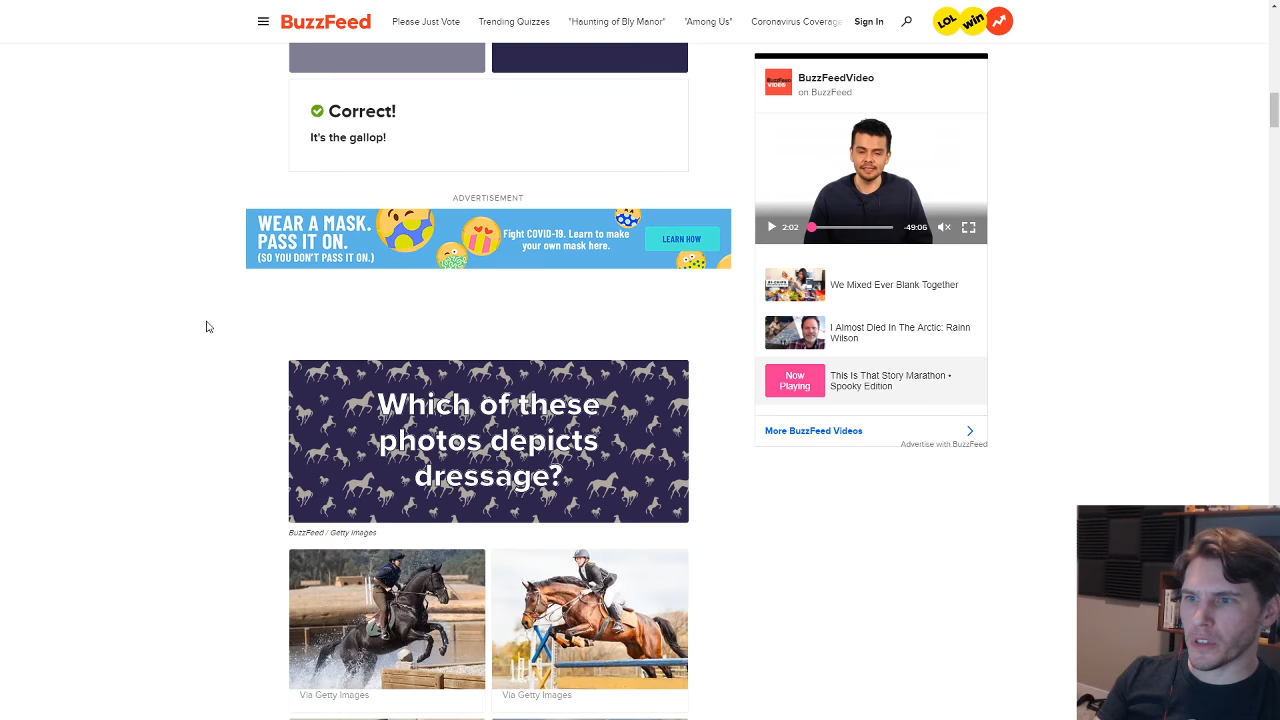 BuzzFeed
Please Just Vote
Trending Quizzes
"Haunting of Bly Manor"
"Among Us"
Coronavirus Coverage
Sign In
LOL
win
Correct!
It's the gallop!
ADVERTISEMENT
WEAR A MASK.
PASS IT ON.
(SO YOU DON'T PASS IT ON.)
Fight COVID-19. Learn to make
your own mask here.
LEARN HOW
Which of these
photos depicts
dressage?
BuzzFeed / Getty Images
Via Getty Images
Via Getty Images
BuzzFeed
VIDEO
BuzzFeedVideo
on BuzzFeed
2:02
-49:06
We Mixed Ever Blank Together
I Almost Died In The Arctic: Rainn
Wilson
Now
Playing
This Is That Story Marathon •
Spooky Edition
More BuzzFeed Videos
Advertise with BuzzFeed